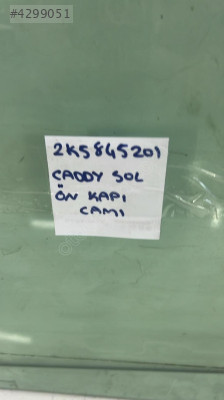 #4299051
2K5845201
CADDY SOL
ÖN KAPI
CAMI